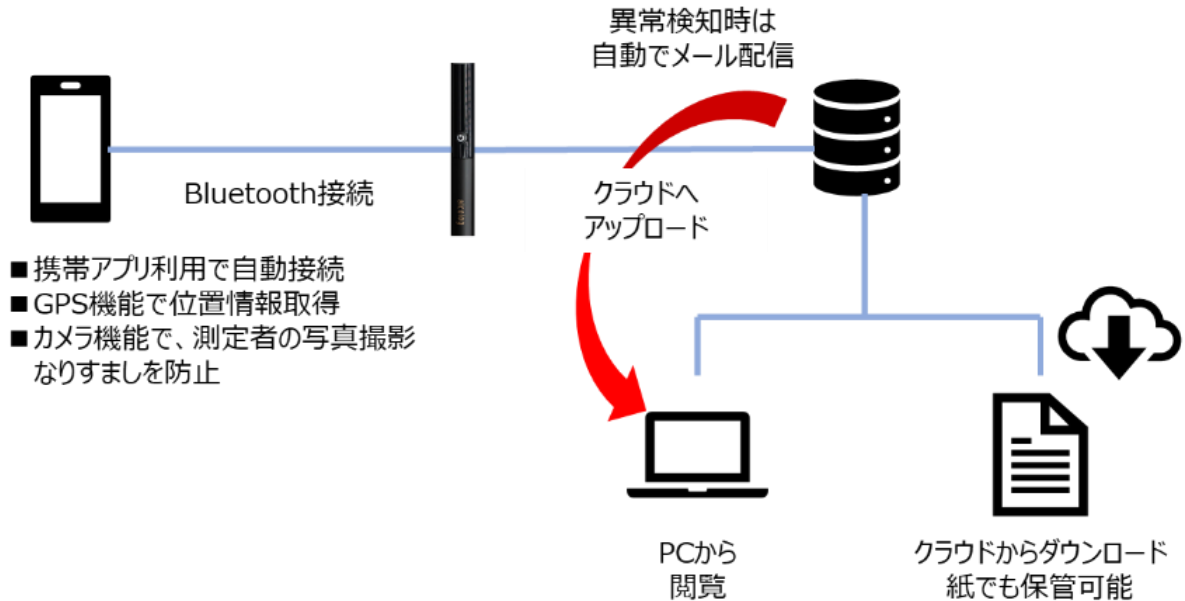 異常検知時は
自動でメール配信
Bluetooth接続
クラウドへ
アップロード
■携帯アプリ利用で自動接続
■GPS機能で位置情報取得
■カメラ機能で、測定者の写真撮影
なりすましを防止
PCから
閲覧
クラウドからダウンロード
紙でも保管可能